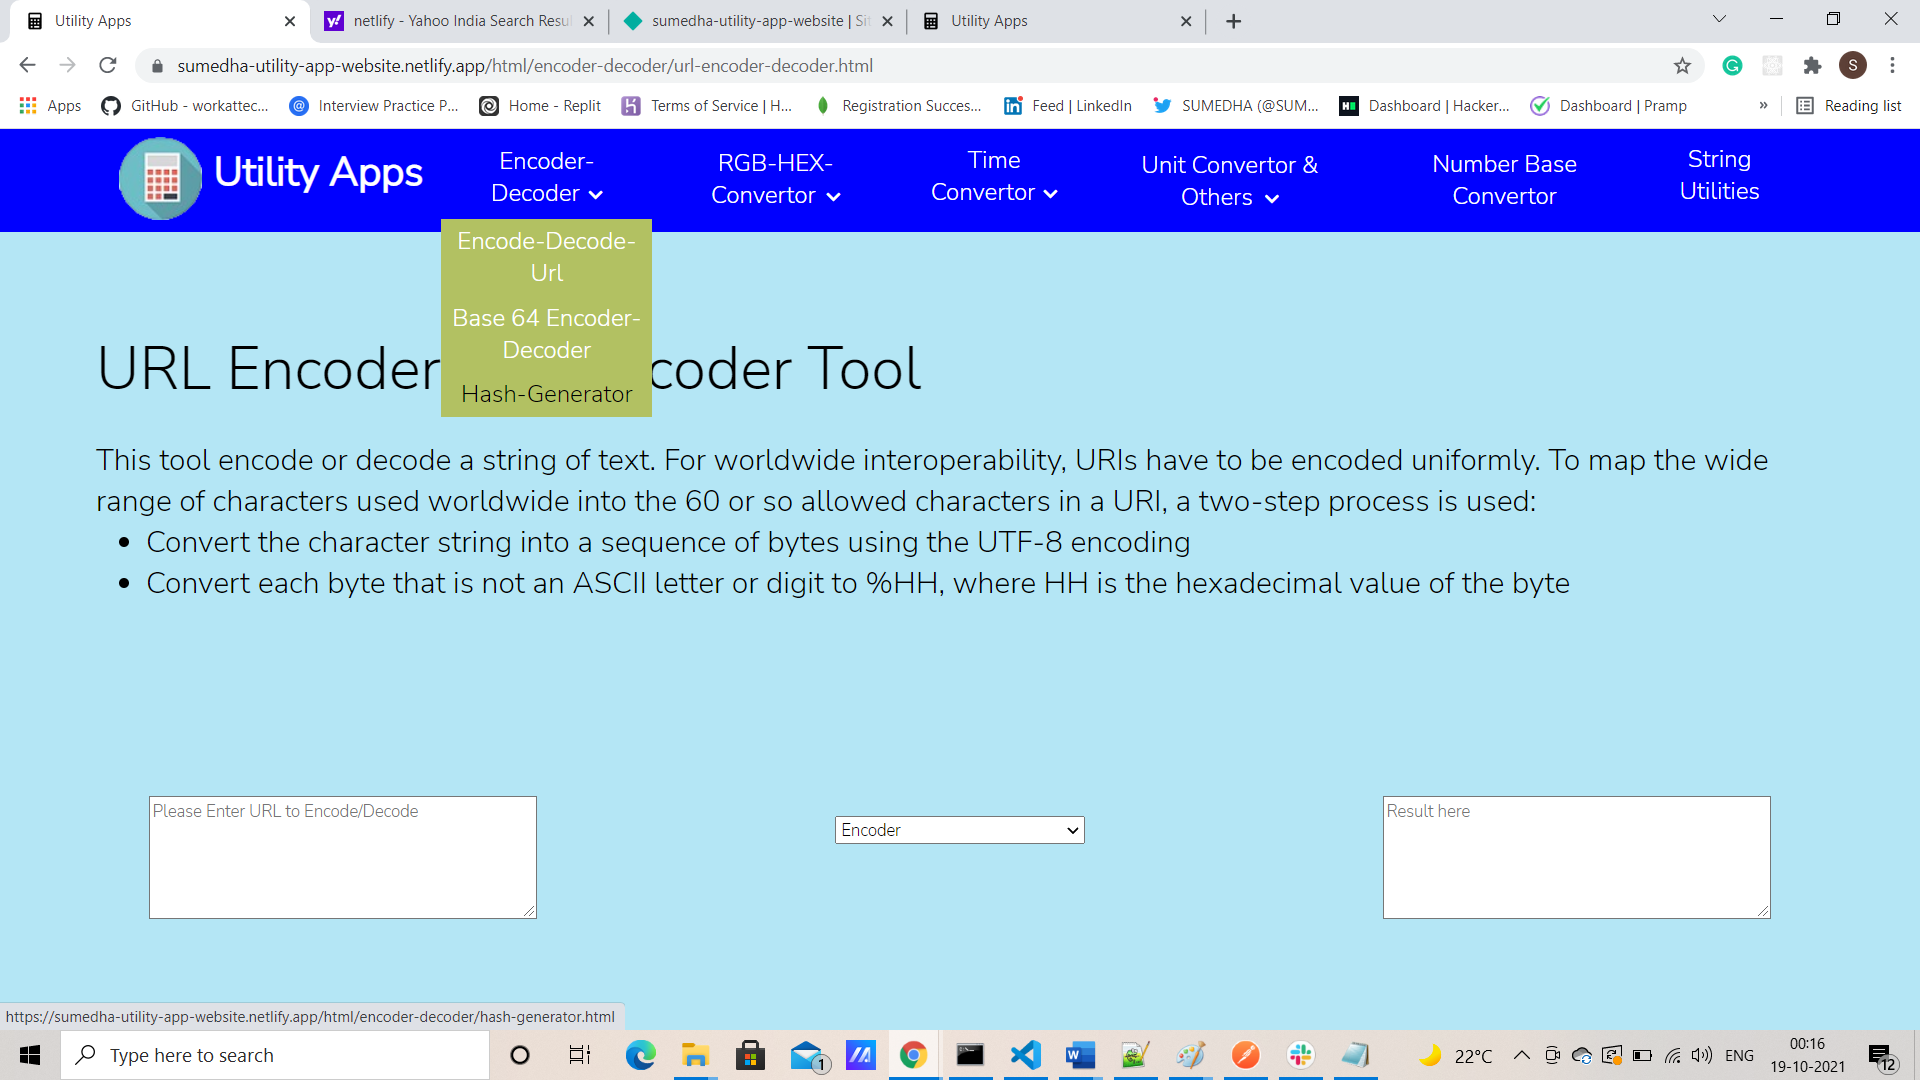 Utility Apps
netlify - Yahoo India Search Resul
sumedha-utility-app-website | Sit
Utility Apps
sumedha-utility-app-website.netlify.app/html/encoder-decoder/url-encoder-decoder.html
S
Apps
GitHub - workattec...
Interview Practice P...
Home - Replit
Terms of Service | H...
Registration Succes...
Feed | LinkedIn
SUMEDHA (@SUM...
Dashboard | Hacker...
Dashboard | Pramp
»
Reading list
Utility Apps
Encoder-
Decoder
RGB-HEX-
Convertor
Time
Convertor
Unit Convertor &
Others
Number Base
Convertor
String
Utilities
Encode-Decode-
Url
Base 64 Encoder-
Decoder
Hash-Generator
URL Encoder coder Tool
This tool encode or decode a string of text. For worldwide interoperability, URIs have to be encoded uniformly. To map the wide
range of characters used worldwide into the 60 or so allowed characters in a URI, a two-step process is used:
• Convert the character string into a sequence of bytes using the UTF-8 encoding
• Convert each byte that is not an ASCII letter or digit to %HH, where HH is the hexadecimal value of the byte
Please Enter URL to Encode/Decode
Encoder
Result here
https://sumedha-utility-app-website.netlify.app/html/encoder-decoder/hash-generator.html
Type here to search
1
22°C
ENG
00:16
19-10-2021
12